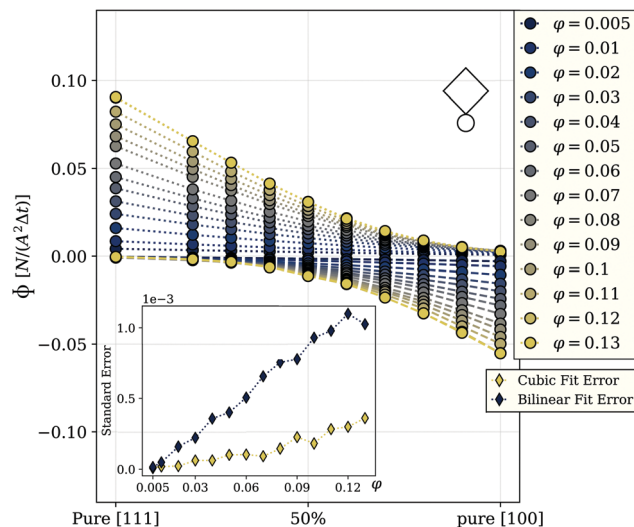 φ = 0.005
φ = 0.01
φ = 0.02
φ = 0.03
φ = 0.04
φ = 0.05
φ = 0.06
φ = 0.07
φ = 0.08
φ = 0.09
φ = 0.1
φ = 0.11
φ = 0.12
φ = 0.13
0.10
0.05
0.00
−0.05
−0.10
Φ [N/(A²Δt)]
1e−3
1.0
0.5
0.0
Standard Error
0.005 0.03 0.06 0.09 0.12 φ
Cubic Fit Error
Bilinear Fit Error
Pure [111] 50% pure [100]